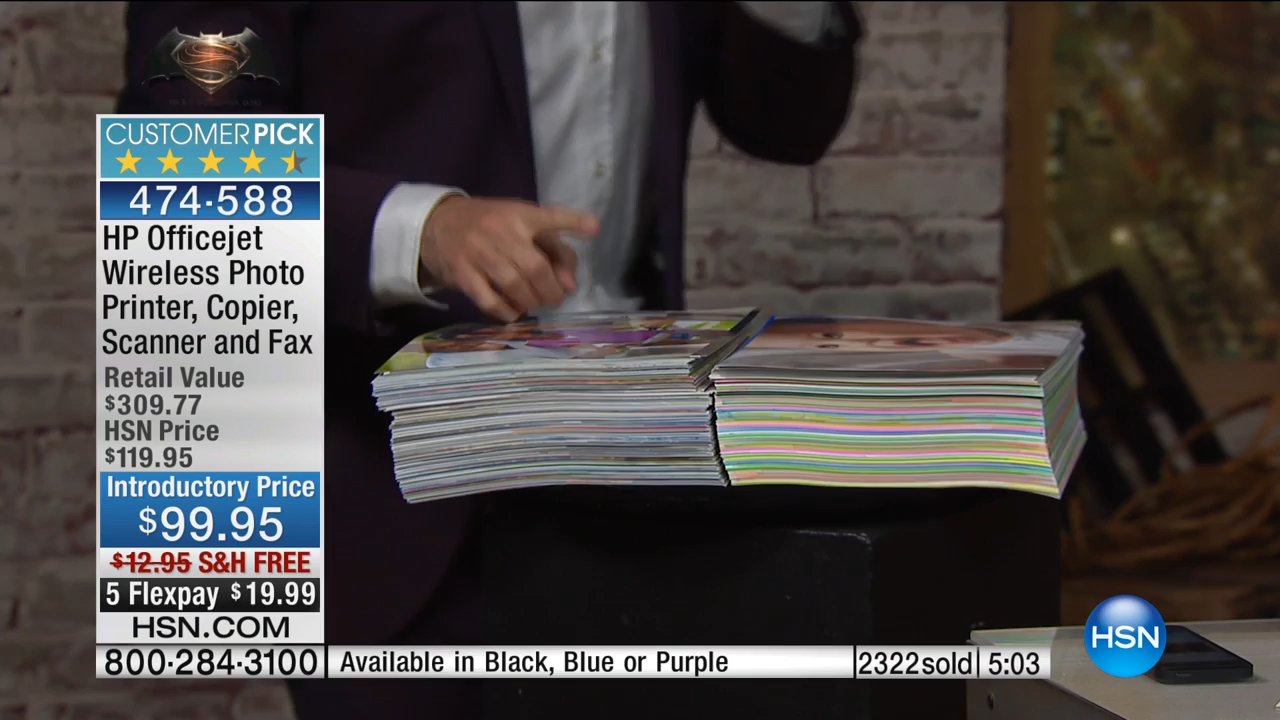 CUSTOMERPICK
474·588
HP Officejet
Wireless Photo
Printer, Copier,
Scanner and Fax
Retail Value
$309.77
HSN Price
$119.95
Introductory Price
$99.95
$12.95 S&H FREE
5 Flexpay $19.99
HSN.COM
800·284·3100
Available in Black, Blue or Purple
2322sold
5:03
HSN